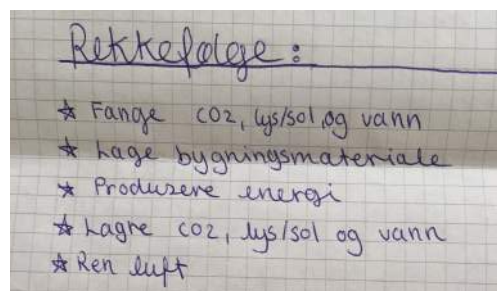 Rekkefølge:
☆ Fange CO2, lys/sol, og vann
☆ Lage bygningsmateriale
☆ Produsere energi
☆ Lagre CO2, lys/sol og vann
☆ Ren luft